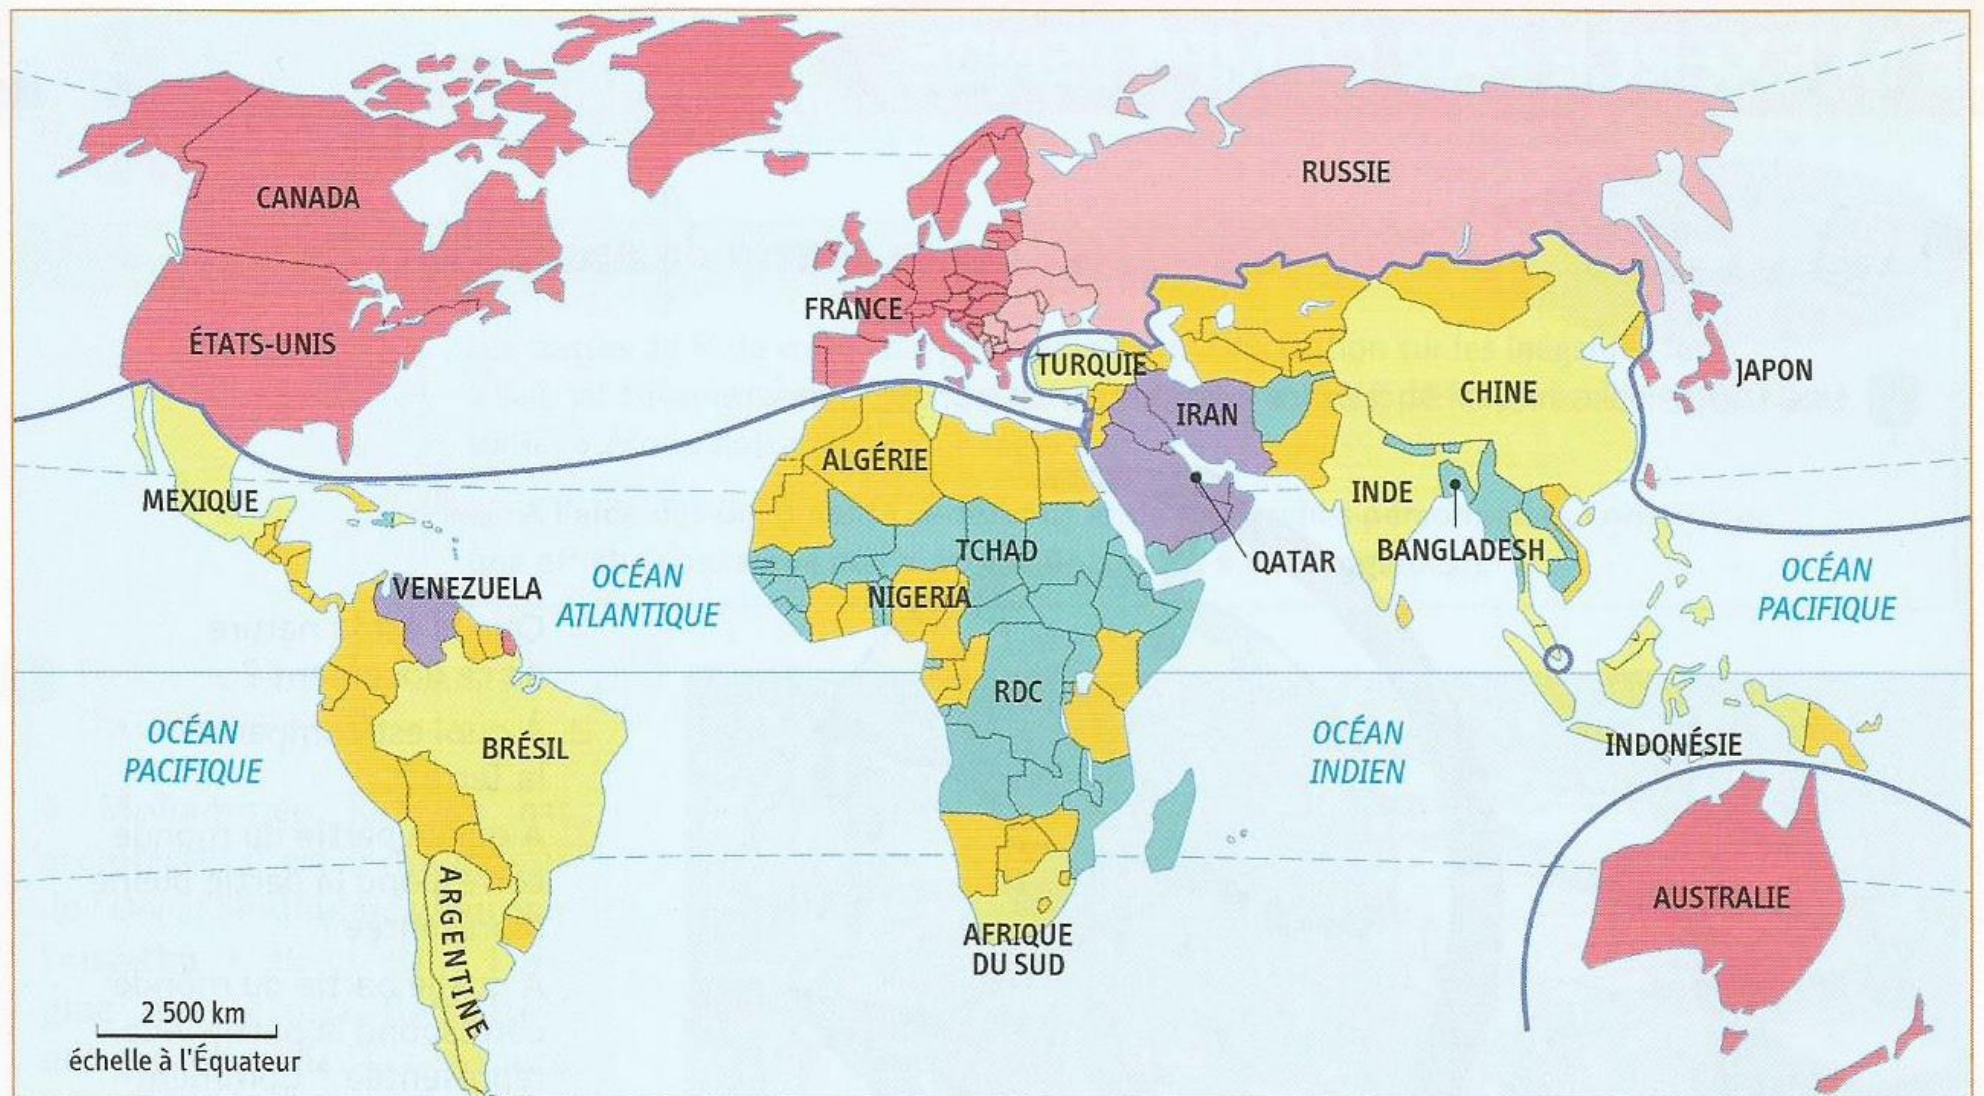 CANADA
RUSSIE
FRANCE
ÉTATS-UNIS
TURQUIE
JAPON
CHINE
IRAN
ALGÉRIE
INDE
MEXIQUE
TCHAD
BANGLADESH
QATAR
VENEZUELA
OCÉAN
ATLANTIQUE
NIGERIA
OCÉAN
PACIFIQUE
RDC
OCÉAN
PACIFIQUE
BRÉSIL
OCÉAN
INDIEN
INDONÉSIE
ARGENTINE
AUSTRALIE
AFRIQUE
DU SUD
2 500 km
échelle à l'Équateur